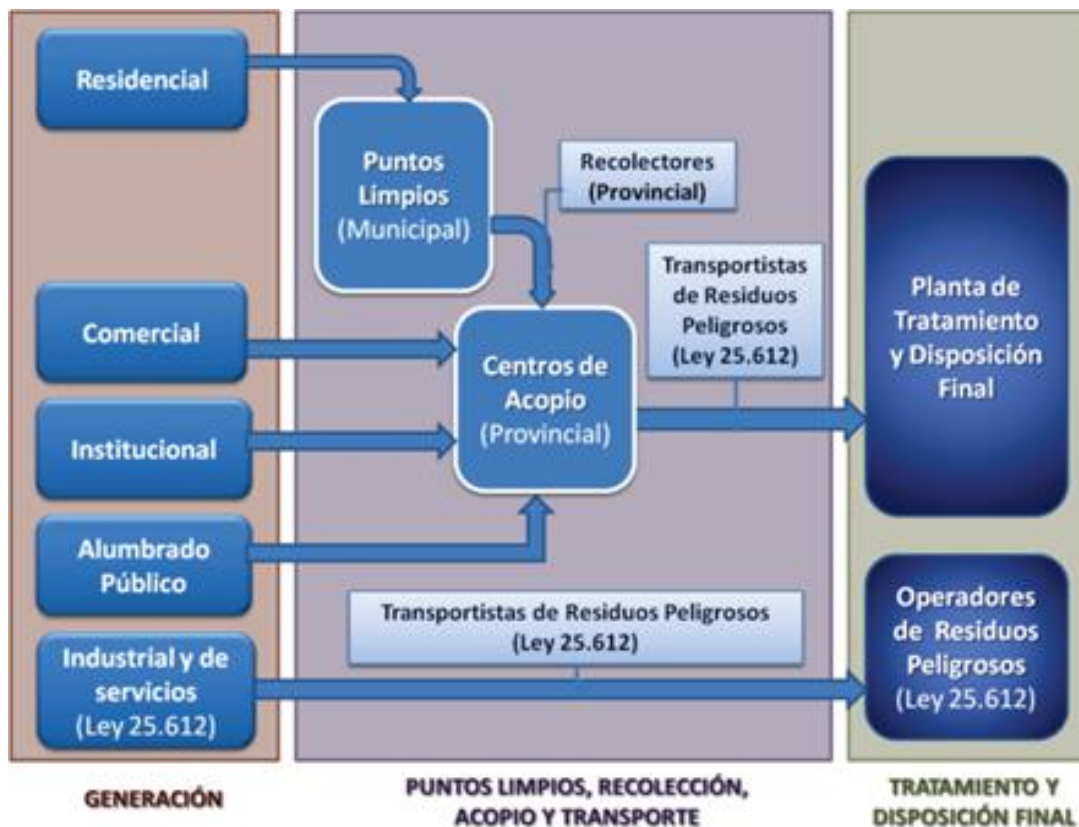 Residencial
Puntos
Limpios
(Municipal)
Recolectores
(Provincial)
Transportistas
de Residuos
Peligrosos
(Ley 25.612)
Comercial
Centros de
Acopio
(Provincial)
Institucional
Alumbrado
Público
Transportistas de Residuos Peligrosos
(Ley 25.612)
Industrial y de
servicios
(Ley 25.612)
Planta de
Tratamiento
y Disposición
Final
Operadores
de Residuos
Peligrosos
(Ley 25.612)
GENERACIÓN
PUNTOS LIMPIOS, RECOLECCIÓN,
ACOPIO Y TRANSPORTE
TRATAMIENTO Y
DISPOSICIÓN FINAL